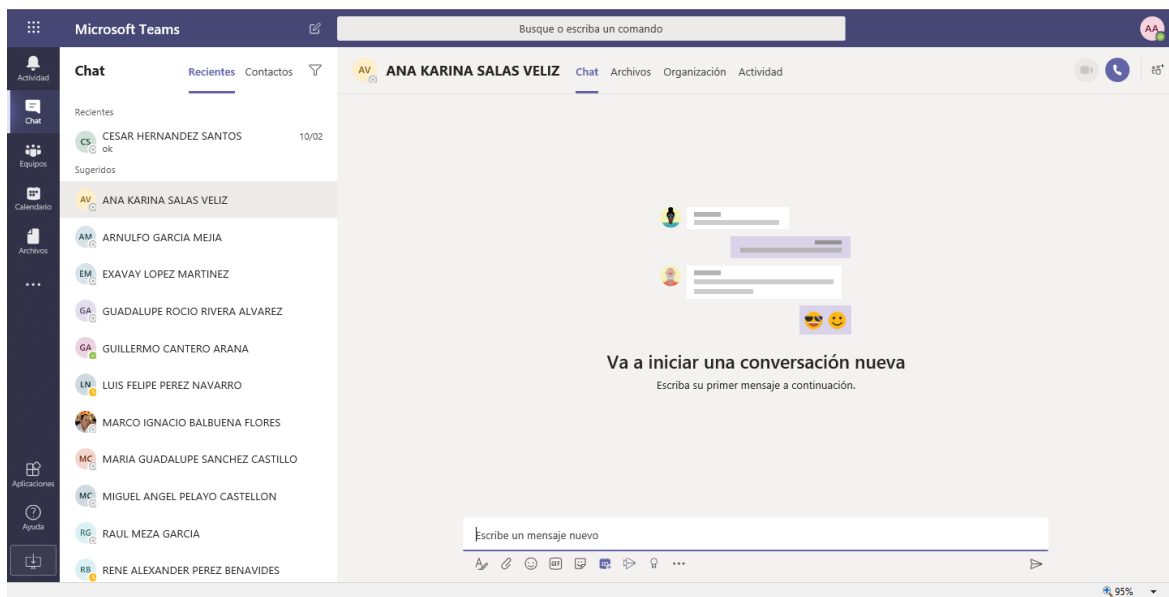 Microsoft Teams
Busque o escriba un comando
AA
Actividad
Chat
Equipos
Calendario
Archivos
Aplicaciones
Ayuda
Chat Recientes Contactos
Recientes
CS CESAR HERNANDEZ SANTOS 10/02
ok
Sugeridos
AV ANA KARINA SALAS VELIZ
AM ARNULFO GARCIA MEJIA
EM EXAVAY LOPEZ MARTINEZ
GA GUADALUPE ROCIO RIVERA ALVAREZ
GA GUILLERMO CANTERO ARANA
LN LUIS FELIPE PEREZ NAVARRO
MARCO IGNACIO BALBUENA FLORES
MC MARIA GUADALUPE SANCHEZ CASTILLO
MC MIGUEL ANGEL PELAYO CASTELLON
RG RAUL MEZA GARCIA
RB RENE ALEXANDER PEREZ BENAVIDES
AV ANA KARINA SALAS VELIZ Chat Archivos Organización Actividad
Va a iniciar una conversación nueva
Escriba su primer mensaje a continuación.
Escribe un mensaje nuevo
GIF
95%